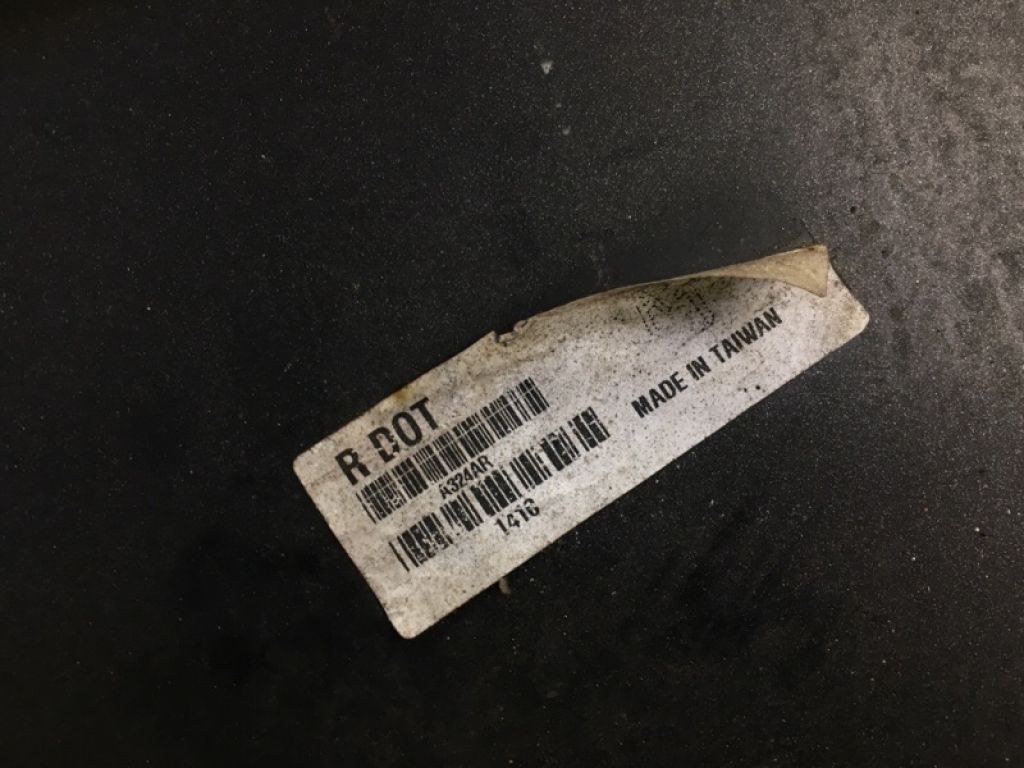 R DOT
A324AR
1416
MADE IN TAIWAN